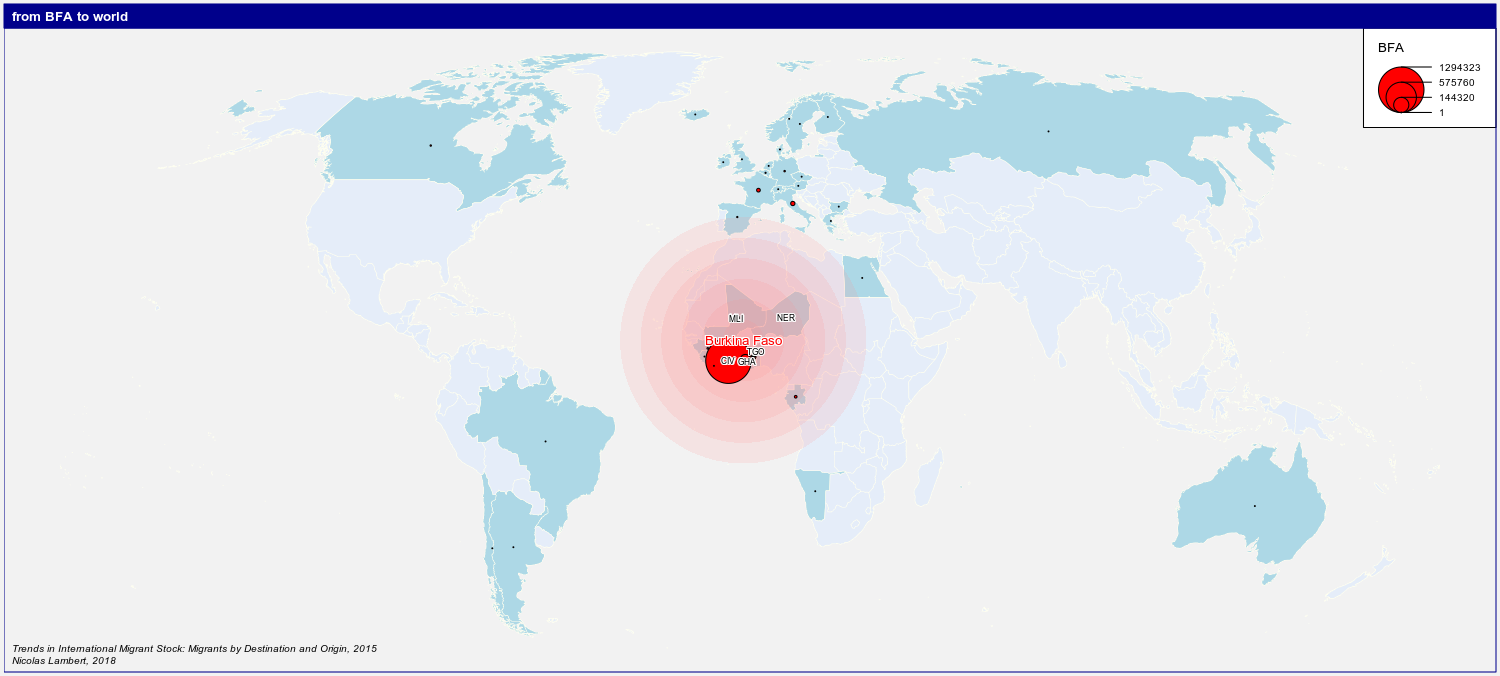 from BFA to world
BFA
1294323
575760
144320
1
MLI
NER
Burkina Faso
TGO
CIV
GHA
Trends in International Migrant Stock: Migrants by Destination and Origin, 2015
Nicolas Lambert, 2018